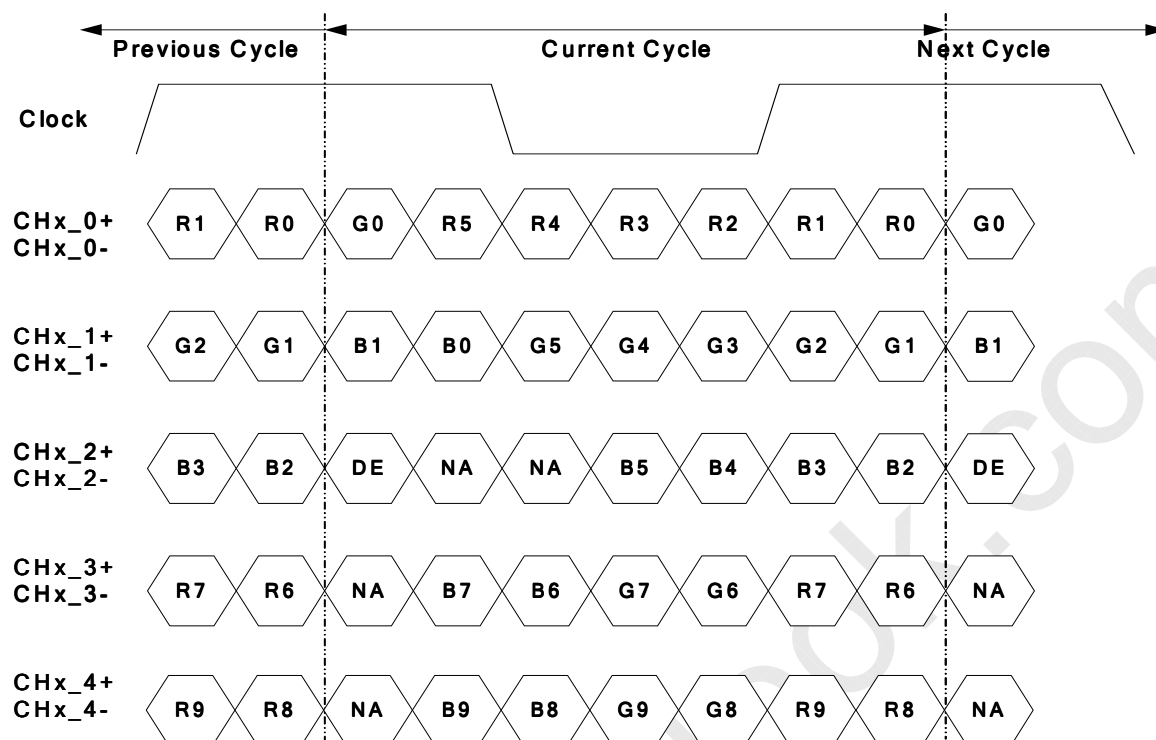 Previous Cycle Current Cycle Next Cycle
Clock
CHx_0+
CHx_0-
R1 R0 G0 R5 R4 R3 R2 R1 R0 G0
CHx_1+
CHx_1-
G2 G1 B1 B0 G5 G4 G3 G2 G1 B1
CHx_2+
CHx_2-
B3 B2 DE NA NA B5 B4 B3 B2 DE
CHx_3+
CHx_3-
R7 R6 NA B7 B6 G7 G6 R7 R6 NA
CHx_4+
CHx_4-
R9 R8 NA B9 B8 G9 G8 R9 R8 NA